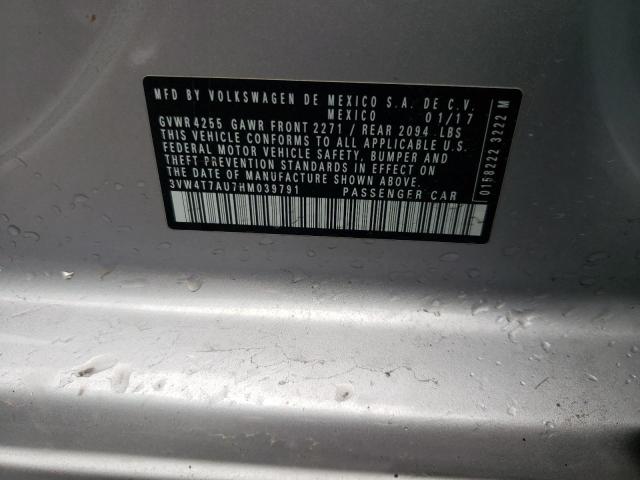 MFD BY VOLKSWAGEN DE MEXICO S.A. DE C.V.
MEXICO 01/17
GVWR 4255 GAWR FRONT 2271 / REAR 2094 LBS
THIS VEHICLE CONFORMS TO ALL APPLICABLE U.S.
FEDERAL MOTOR VEHICLE SAFETY, BUMPER AND
THEFT PREVENTION STANDARDS IN EFFECT ON
THE DATE OF MANUFACTURE SHOWN ABOVE.
3VW4T7AU7HM039791 PASSENGER CAR
0158222 3222 M